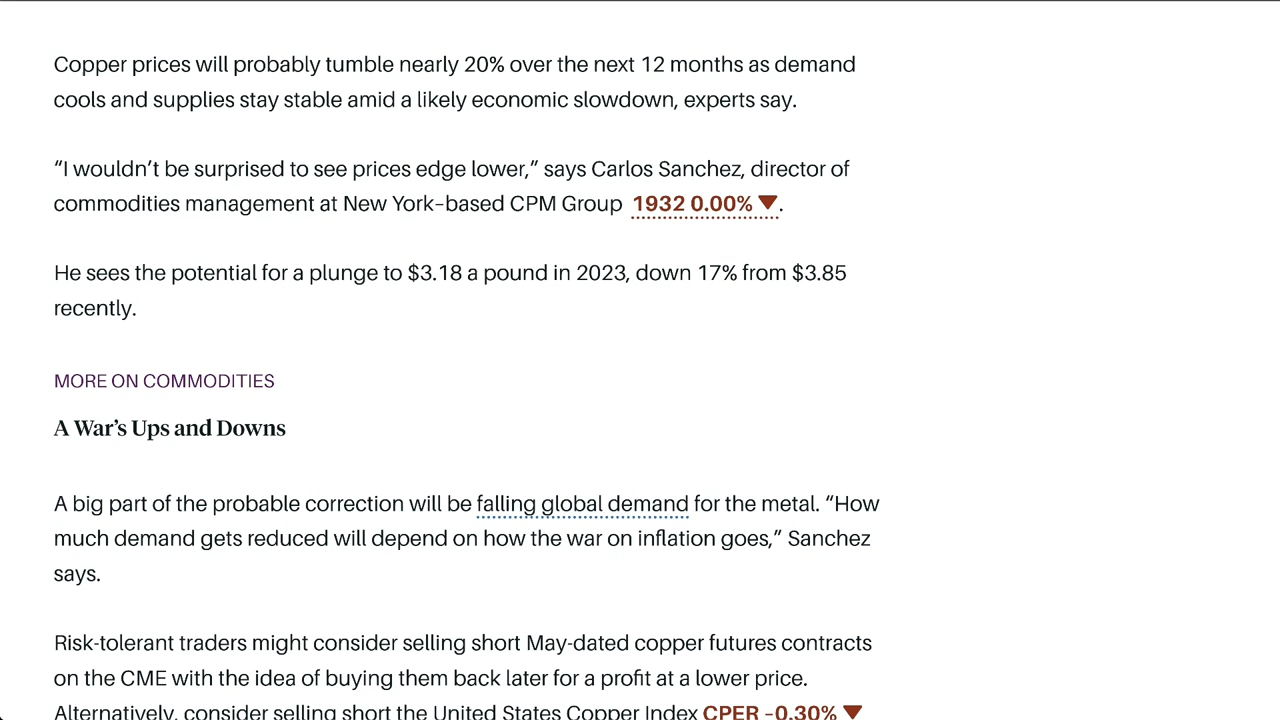 Copper prices will probably tumble nearly 20% over the next 12 months as demand
cools and supplies stay stable amid a likely economic slowdown, experts say.
“I wouldn’t be surprised to see prices edge lower,” says Carlos Sanchez, director of
commodities management at New York–based CPM Group 1932 0.00% ▼.
He sees the potential for a plunge to $3.18 a pound in 2023, down 17% from $3.85
recently.
MORE ON COMMODITIES
A War’s Ups and Downs
A big part of the probable correction will be falling global demand for the metal. “How
much demand gets reduced will depend on how the war on inflation goes,” Sanchez
says.
Risk-tolerant traders might consider selling short May-dated copper futures contracts
on the CME with the idea of buying them back later for a profit at a lower price.
Alternatively, consider selling short the United States Copper Index CPER –0.30% ▼